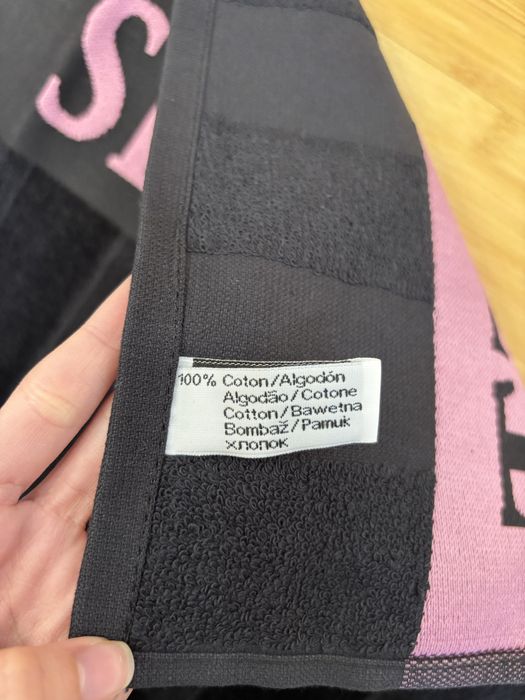 S
100% Coton/Algodón
Algodão/Cotone
Cotton/Bawełna
Bombaž/Pamuk
хлопок